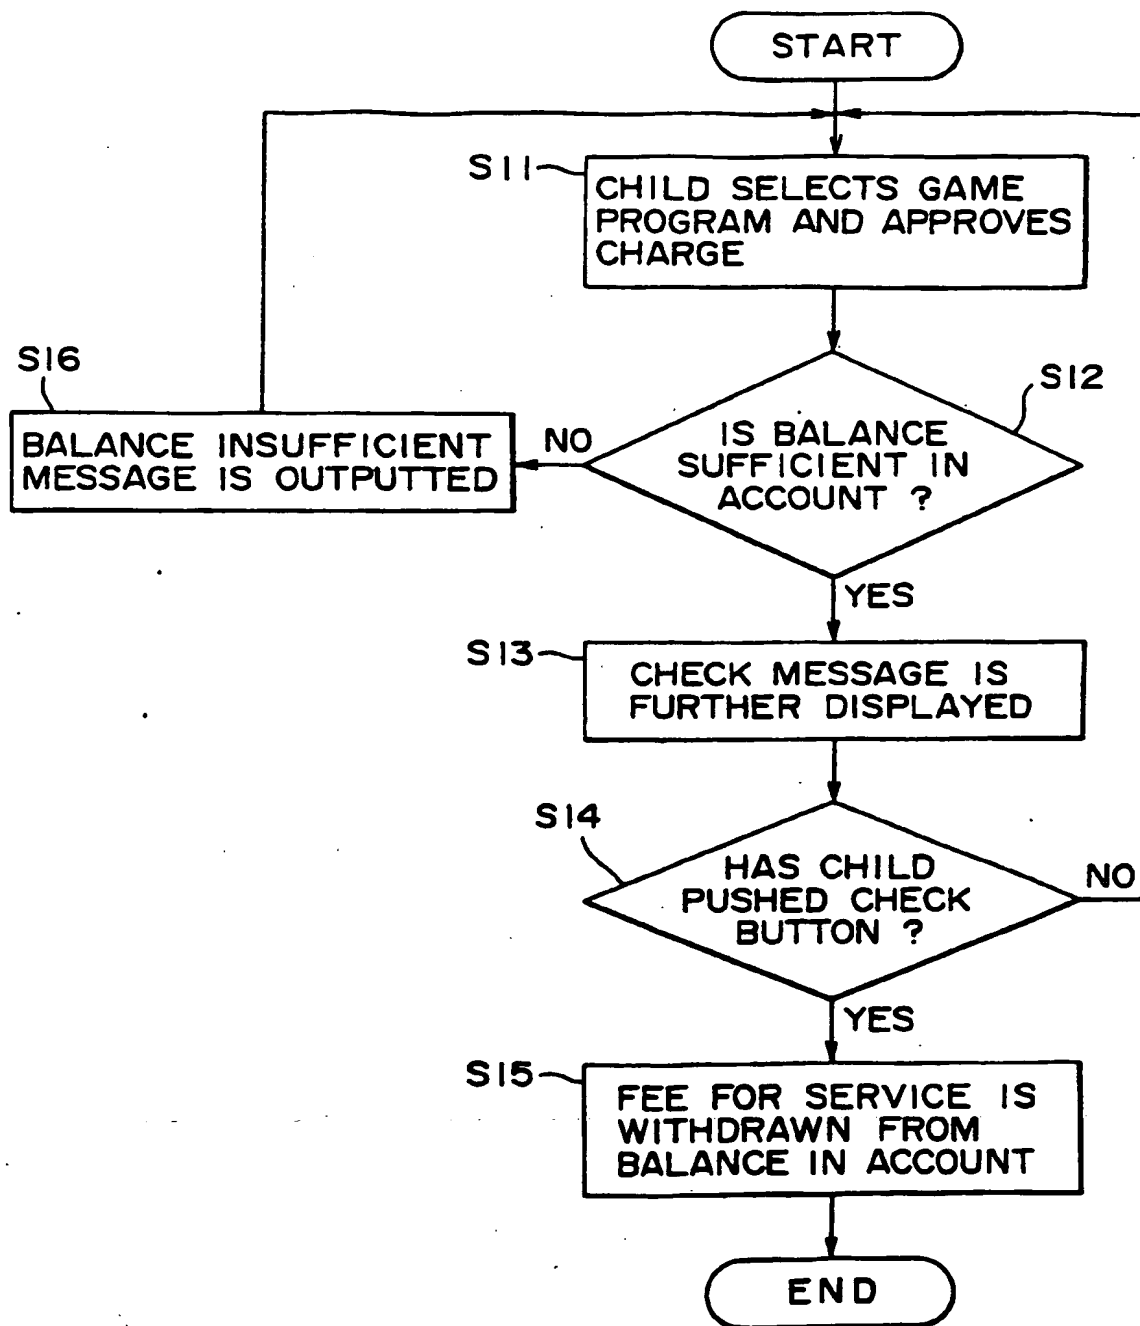 START
S11
CHILD SELECTS GAME
PROGRAM AND APPROVES
CHARGE
S16
BALANCE INSUFFICIENT
MESSAGE IS OUTPUTTED
NO
S12
IS BALANCE
SUFFICIENT IN
ACCOUNT ?
YES
S13
CHECK MESSAGE IS
FURTHER DISPLAYED
S14
HAS CHILD
PUSHED CHECK
BUTTON ?
NO
YES
S15
FEE FOR SERVICE IS
WITHDRAWN FROM
BALANCE IN ACCOUNT
END